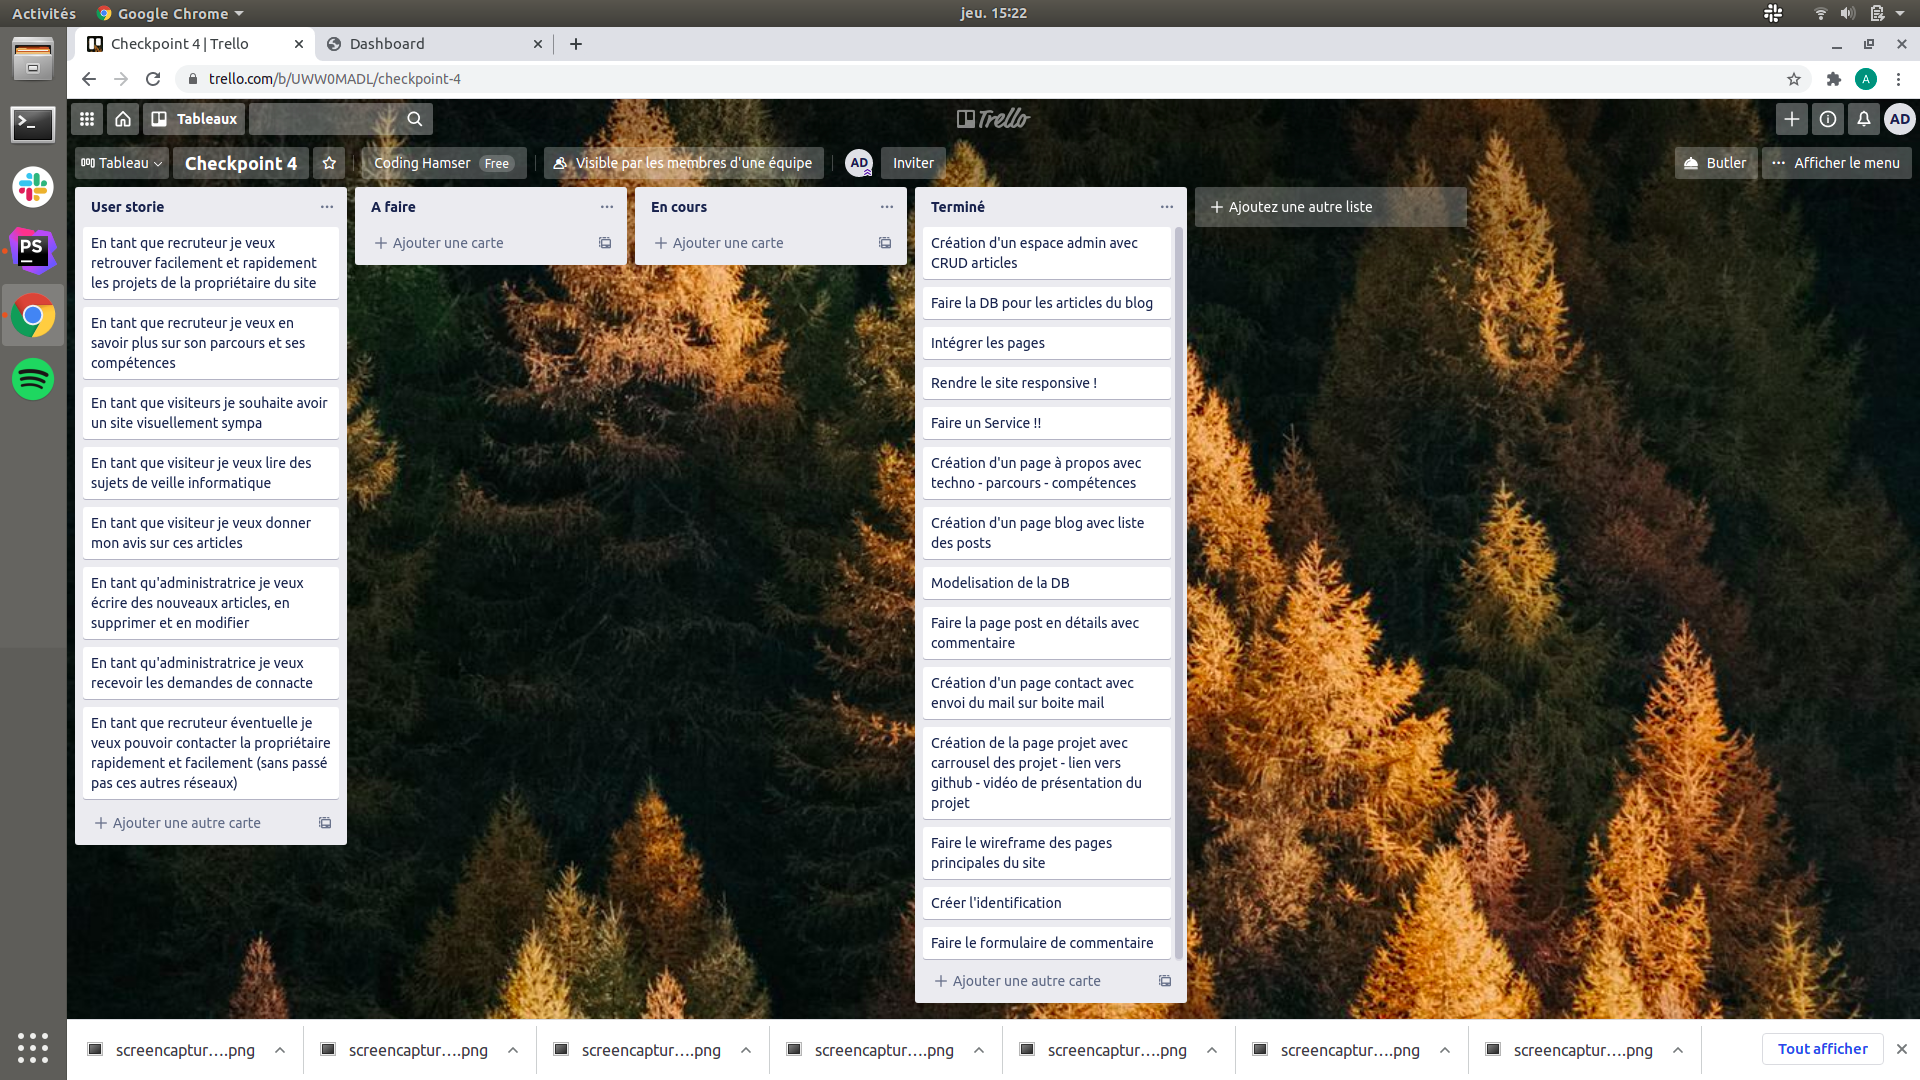 Activités
Google Chrome
jeu. 15:22
Checkpoint 4 | Trello
Dashboard
trello.com/b/UWW0MADL/checkpoint-4
A
Tableaux
Trello
AD
Tableau
Checkpoint 4
Coding Hamser Free
Visible par les membres d'une équipe
AD
Inviter
Butler
Afficher le menu
User storie
En tant que recruteur je veux
retrouver facilement et rapidement
les projets de la propriétaire du site
En tant que recruteur je veux en
savoir plus sur son parcours et ses
compétences
En tant que visiteurs je souhaite avoir
un site visuellement sympa
En tant que visiteur je veux lire des
sujets de veille informatique
En tant que visiteur je veux donner
mon avis sur ces articles
En tant qu'administratrice je veux
écrire des nouveaux articles, en
supprimer et en modifier
En tant qu'administratrice je veux
recevoir les demandes de connacte
En tant que recruteur éventuelle je
veux pouvoir contacter la propriétaire
rapidement et facilement (sans passé
pas ces autres réseaux)
Ajouter une autre carte
A faire
Ajouter une carte
En cours
Ajouter une carte
Terminé
Création d'un espace admin avec
CRUD articles
Faire la DB pour les articles du blog
Intégrer les pages
Rendre le site responsive !
Faire un Service !!
Création d'un page à propos avec
techno - parcours - compétences
Création d'un page blog avec liste
des posts
Modelisation de la DB
Faire la page post en détails avec
commentaire
Création d'un page contact avec
envoi du mail sur boite mail
Création de la page projet avec
carrousel des projet - lien vers
github - vidéo de présentation du
projet
Faire le wireframe des pages
principales du site
Créer l'identification
Faire le formulaire de commentaire
Ajouter une autre carte
Ajoutez une autre liste
PS
screencaptur....png
screencaptur....png
screencaptur....png
screencaptur....png
screencaptur....png
screencaptur....png
screencaptur....png
Tout afficher